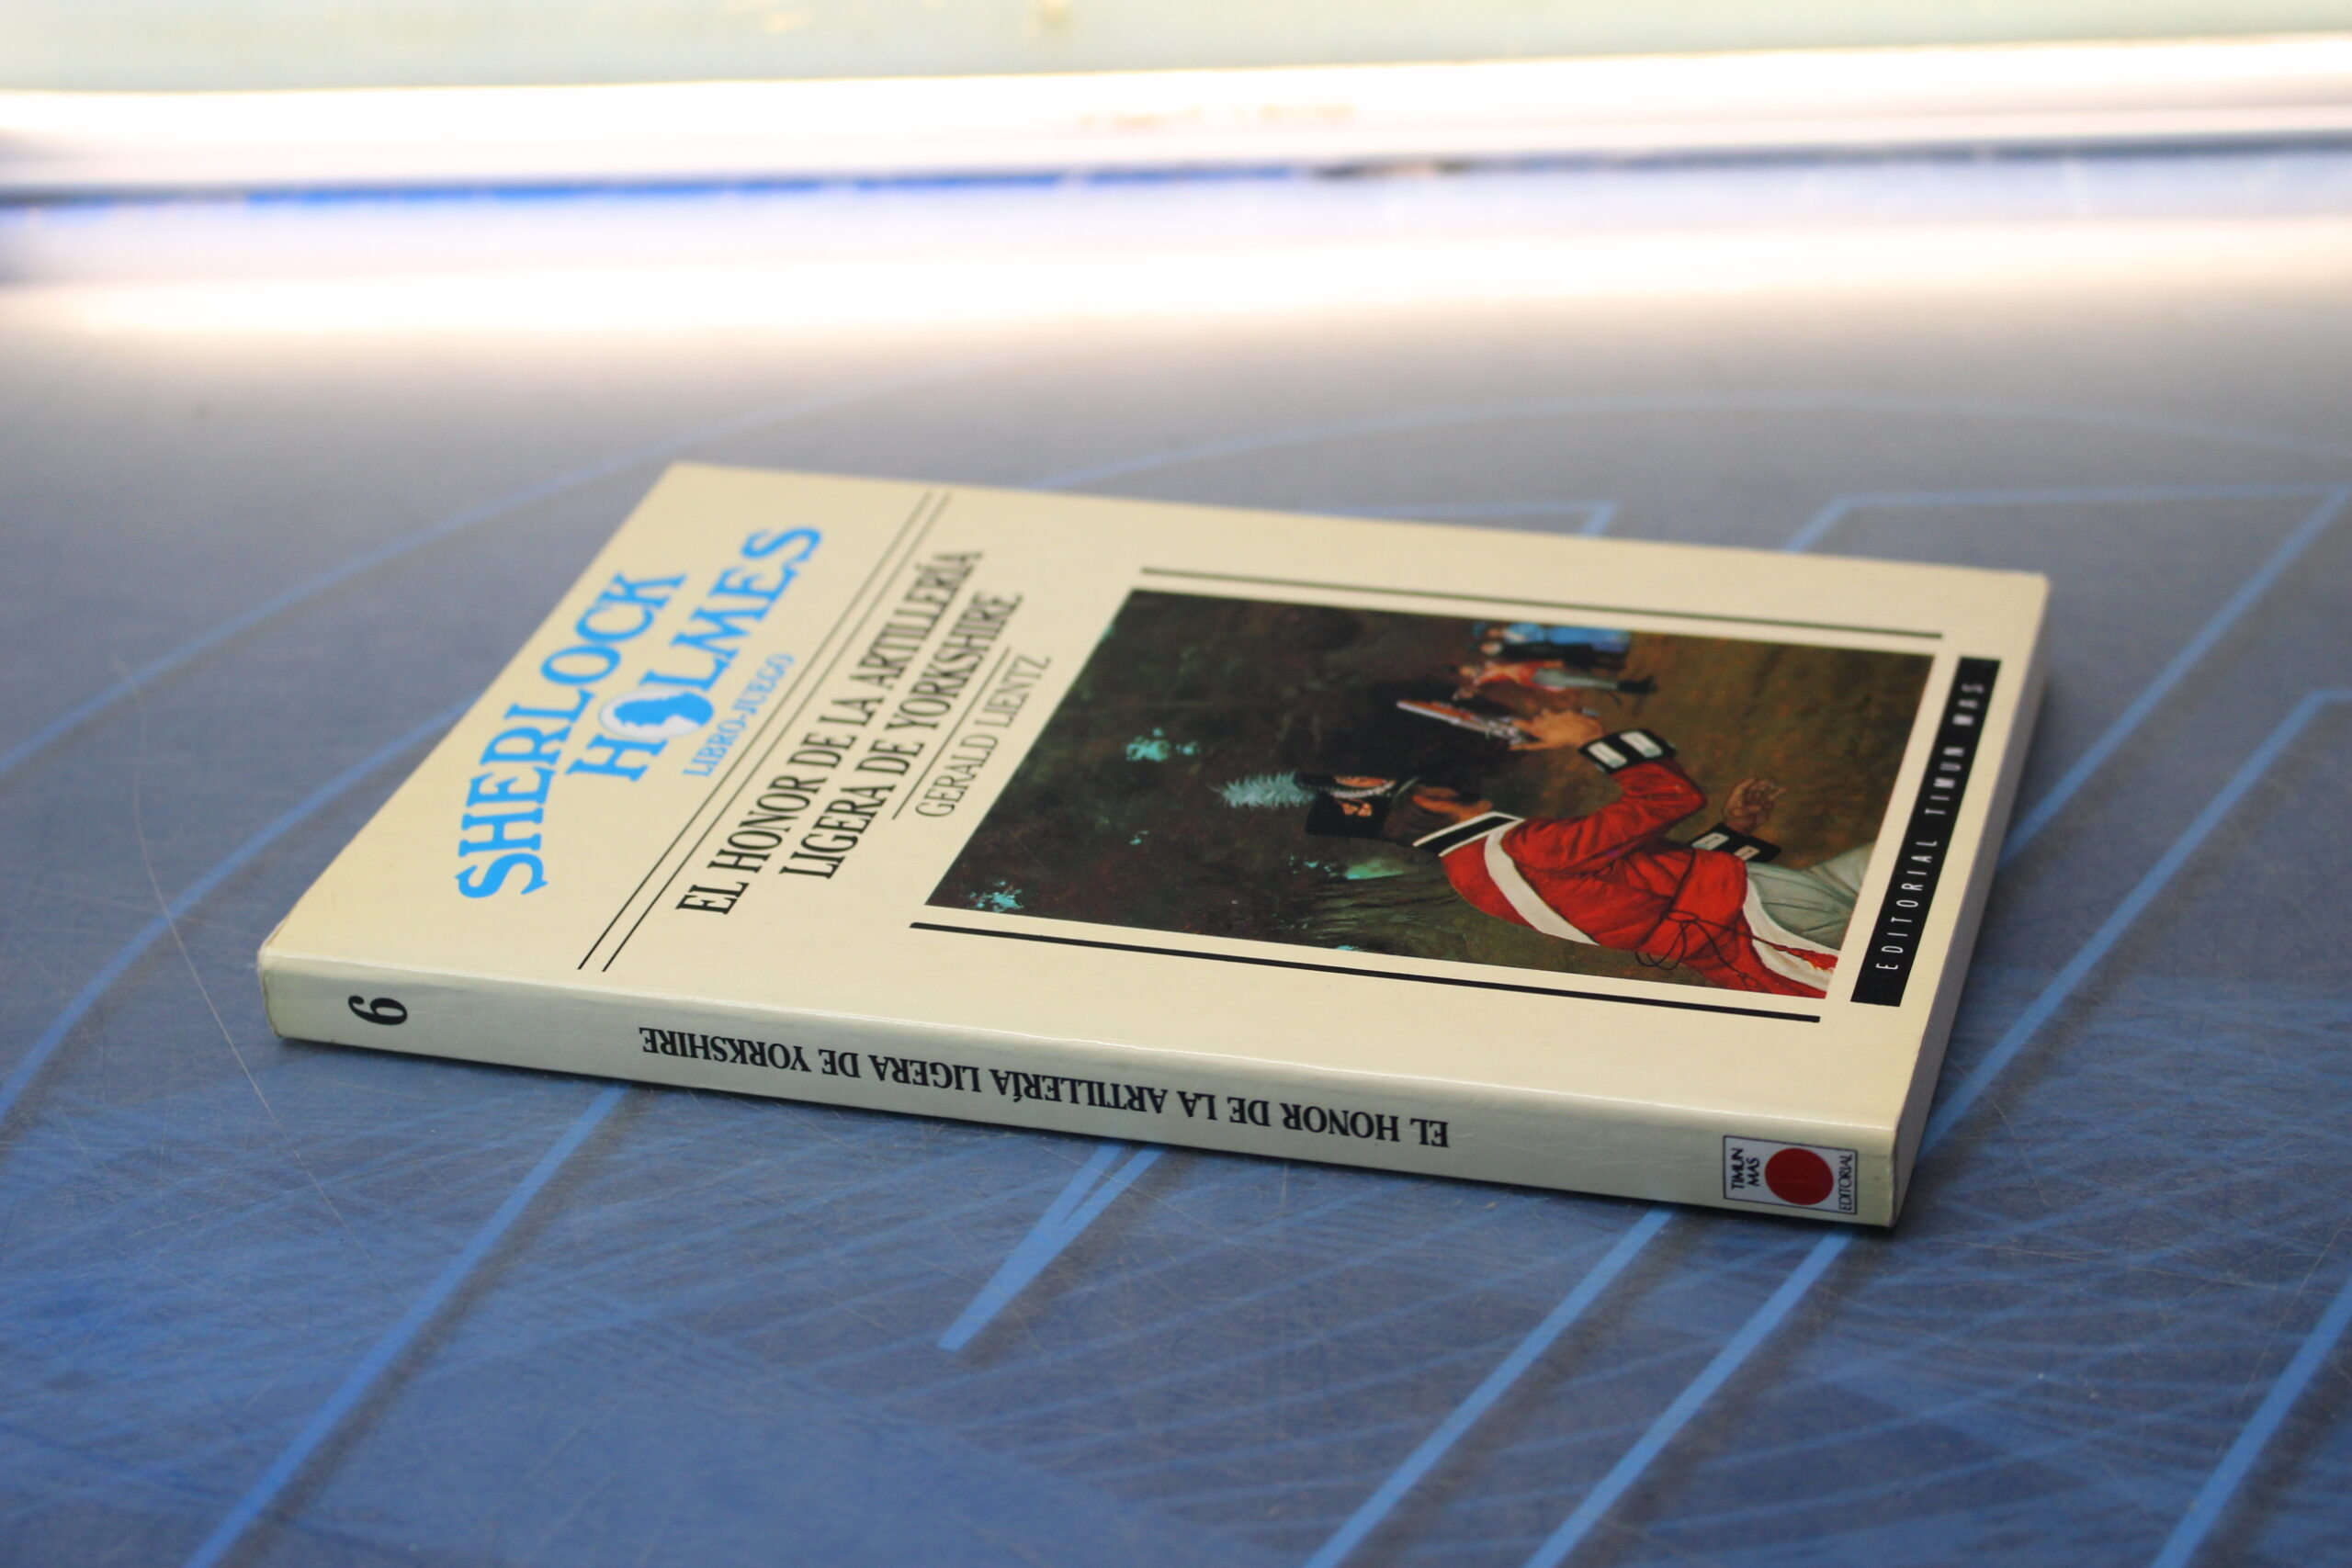 SHERLOCK
HOLMES
LIBRO-JUEGO
EL HONOR DE LA ARTILLERÍA
LIGERA DE YORKSHIRE
GERALD LIENTZ
EDITORIAL TIMUN MAS
6
EL HONOR DE LA ARTILLERÍA LIGERA DE YORKSHIRE
TIMUN
MAS
EDITORIAL